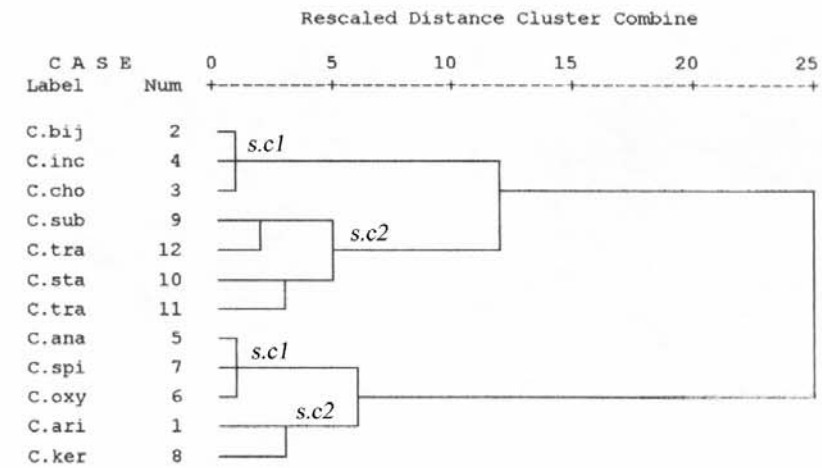 Rescaled Distance Cluster Combine
C A S E 0 5 10 15 20 25
Label Num
C.bij 2
s.c1
C.inc 4
C.cho 3
C.sub 9
s.c2
C.tra 12
C.sta 10
C.tra 11
C.ana 5
s.c1
C.spi 7
C.oxy 6
s.c2
C.ari 1
C.ker 8